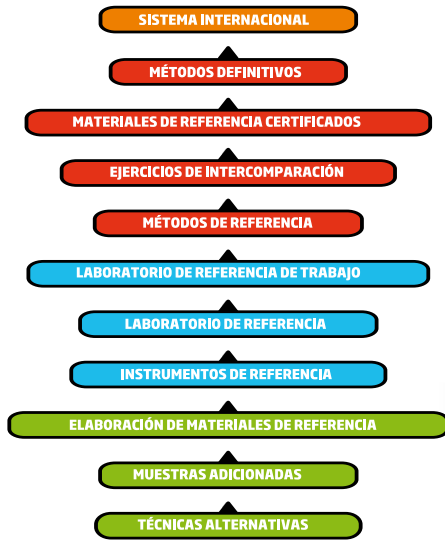 SISTEMA INTERNACIONAL
MÉTODOS DEFINITIVOS
MATERIALES DE REFERENCIA CERTIFICADOS
EJERCICIOS DE INTERCOMPARACIÓN
MÉTODOS DE REFERENCIA
LABORATORIO DE REFERENCIA DE TRABAJO
LABORATORIO DE REFERENCIA
INSTRUMENTOS DE REFERENCIA
ELABORACIÓN DE MATERIALES DE REFERENCIA
MUESTRAS ADICIONADAS
TÉCNICAS ALTERNATIVAS